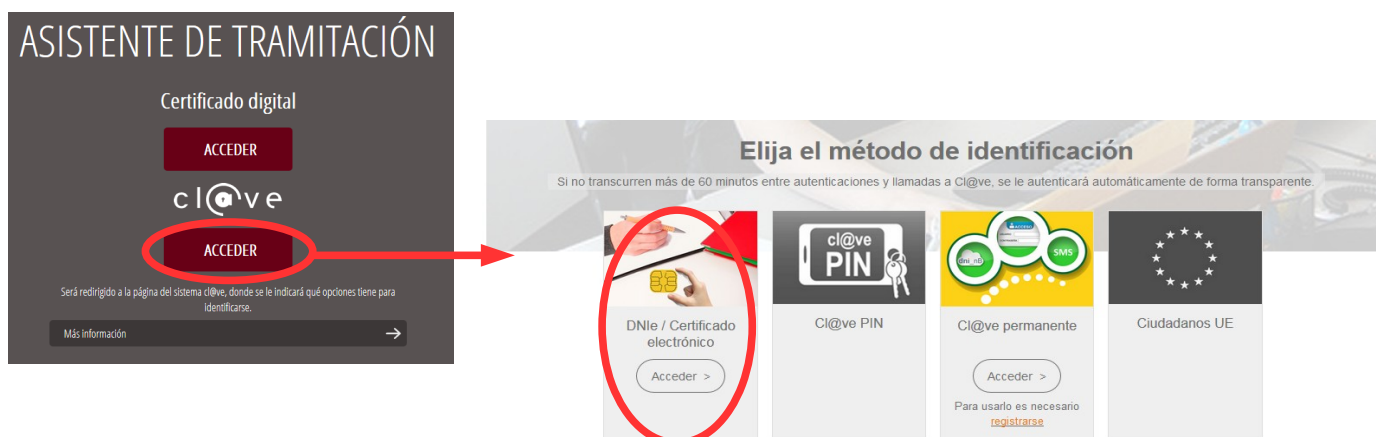 ASISTENTE DE TRAMITACIÓN
Certificado digital
ACCEDER
cl@ve
ACCEDER
Será redirigido a la página del sistema cl@ve, donde se le indicará qué opciones tiene para
identificarse.
Más información
Elija el método de identificación
Si no transcurren más de 60 minutos entre autenticaciones y llamadas a Cl@ve, se le autenticará automáticamente de forma transparente.
DNIe / Certificado
electrónico
Acceder >
cl@ve
PIN
Cl@ve PIN
dni_nB
SMS
Cl@ve permanente
Acceder >
Para usarlo es necesario
registrarse
Ciudadanos UE